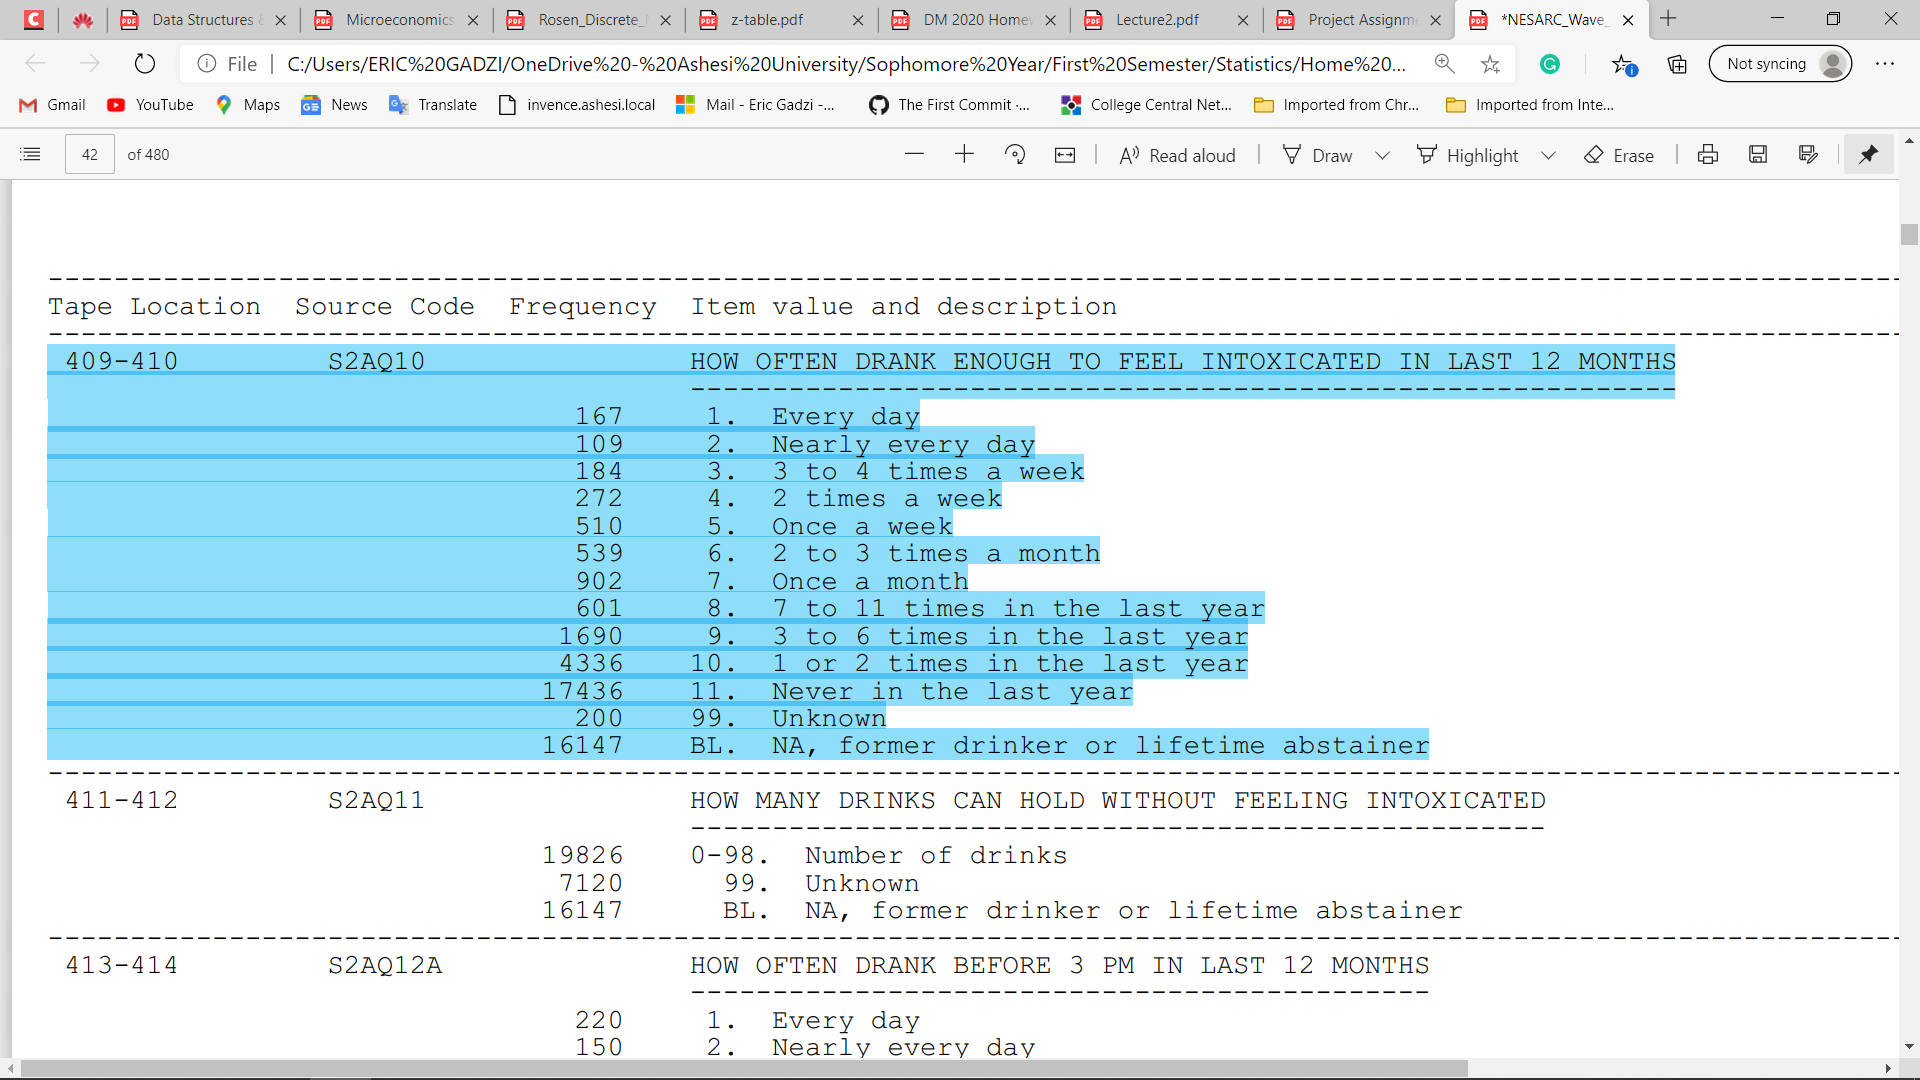 Data Structures &
Microeconomics
Rosen_Discrete_
z-table.pdf
DM 2020 Home
Lecture2.pdf
Project Assignm
*NESARC_Wave_
File
C:/Users/ERIC%20GADZI/OneDrive%20-%20Ashesi%20University/Sophomore%20Year/First%20Semester/Statistics/Home%20...
Not syncing
Gmail
YouTube
Maps
News
Translate
invence.ashesi.local
Mail - Eric Gadzi -...
The First Commit ·...
College Central Net...
Imported from Chr...
Imported from Inte...
42 of 480
Read aloud
Draw
Highlight
Erase
Tape Location Source Code Frequency Item value and description
409-410 S2AQ10 HOW OFTEN DRANK ENOUGH TO FEEL INTOXICATED IN LAST 12 MONTHS
167 1. Every day
109 2. Nearly every day
184 3. 3 to 4 times a week
272 4. 2 times a week
510 5. Once a week
539 6. 2 to 3 times a month
902 7. Once a month
601 8. 7 to 11 times in the last year
1690 9. 3 to 6 times in the last year
4336 10. 1 or 2 times in the last year
17436 11. Never in the last year
200 99. Unknown
16147 BL. NA, former drinker or lifetime abstainer
411-412 S2AQ11 HOW MANY DRINKS CAN HOLD WITHOUT FEELING INTOXICATED
19826 0-98. Number of drinks
7120 99. Unknown
16147 BL. NA, former drinker or lifetime abstainer
413-414 S2AQ12A HOW OFTEN DRANK BEFORE 3 PM IN LAST 12 MONTHS
220 1. Every day
150 2. Nearly every day